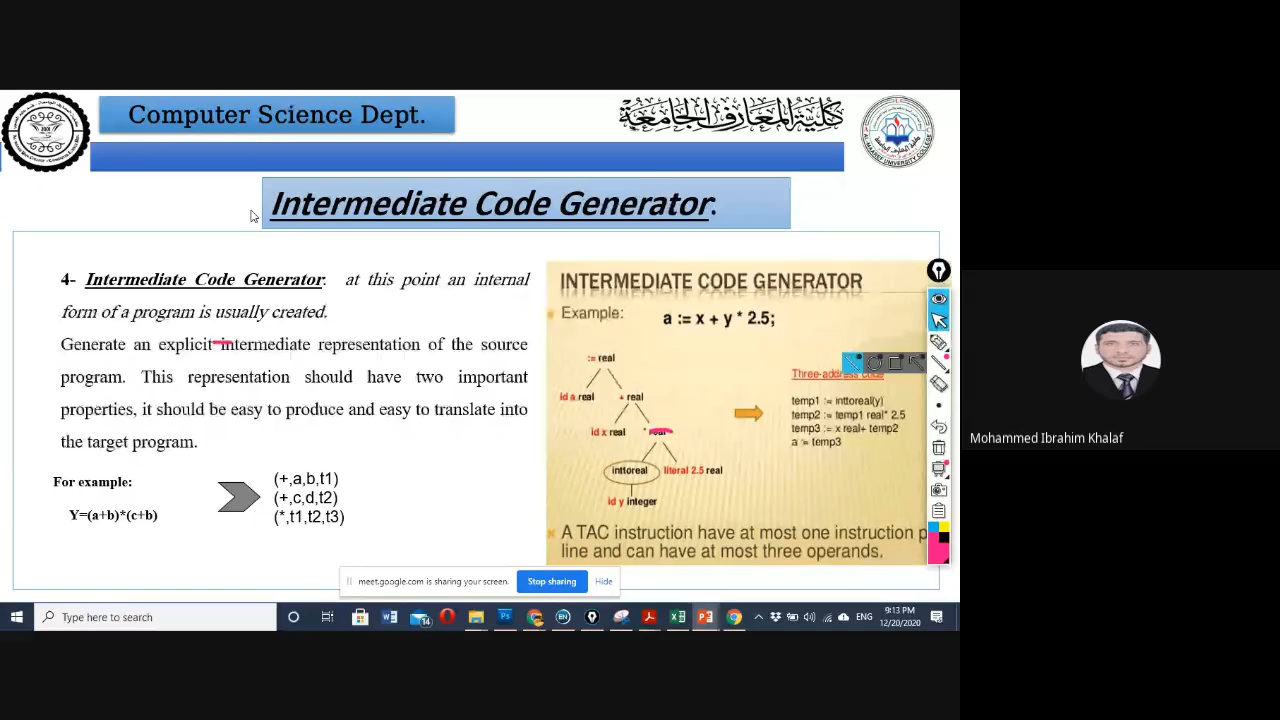 Computer Science Dept.
كلية المعارف الجامعة
Intermediate Code Generator:
4- Intermediate Code Generator: at this point an internal
form of a program is usually created.
Generate an explicit intermediate representation of the source
program. This representation should have two important
properties, it should be easy to produce and easy to translate into
the target program.
For example:
Y=(a+b)*(c+b)
(+,a,b,t1)
(+,c,d,t2)
(*,t1,t2,t3)
INTERMEDIATE CODE GENERATOR
Example:
a := x + y * 2.5;
:= real
id a real
+ real
id x real
inttoreal
literal 2.5 real
id y integer
Three-address code
temp1 := inttoreal(y)
temp2 := temp1 real* 2.5
temp3 := x real+ temp2
a := temp3
A TAC instruction have at most one instruction p
line and can have at most three operands.
meet.google.com is sharing your screen.
Stop sharing
Hide
Type here to search
14
ENG
9:13 PM
12/20/2020
Mohammed Ibrahim Khalaf